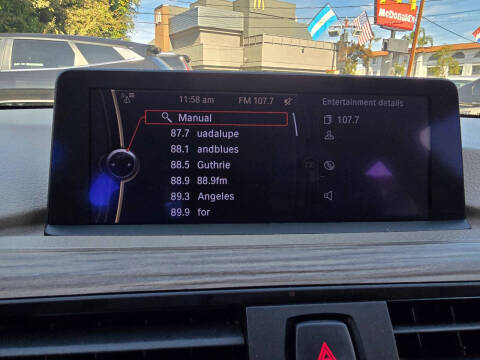 McDonald's
11:58 am FM 107.7
Entertainment details
Manual
107.7
87.7 uadalupe
88.1 andblues
88.5 Guthrie
88.9 88.9fm
89.3 Angeles
89.9 for